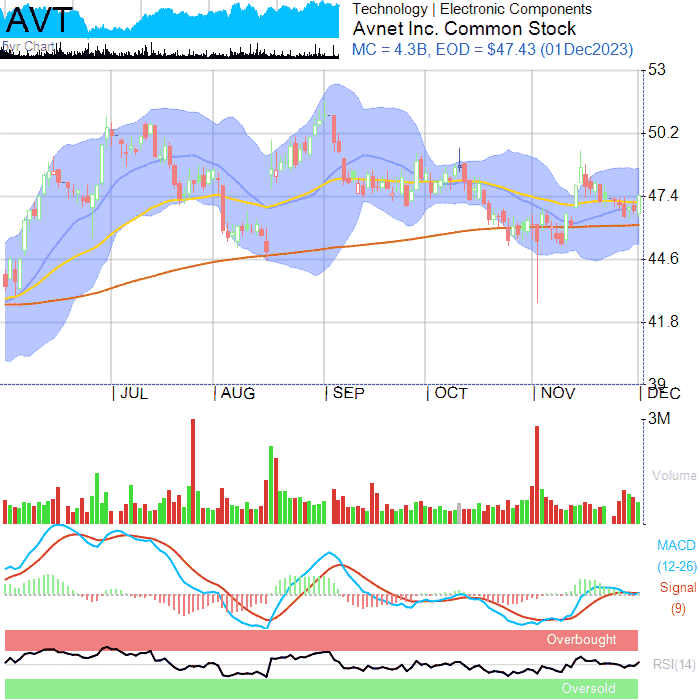 AVT
5yr Chart
Technology | Electronic Components
Avnet Inc. Common Stock
MC = 4.3B, EOD = $47.43 (01Dec2023)
53
50.2
47.4
44.6
41.8
39
JUL
AUG
SEP
OCT
NOV
DEC
3M
Volume
MACD
(12-26)
Signal
(9)
Overbought
RSI(14)
Oversold